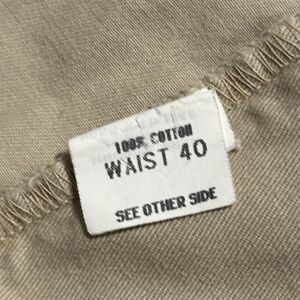 100% COTTON
WAIST 40
SEE OTHER SIDE